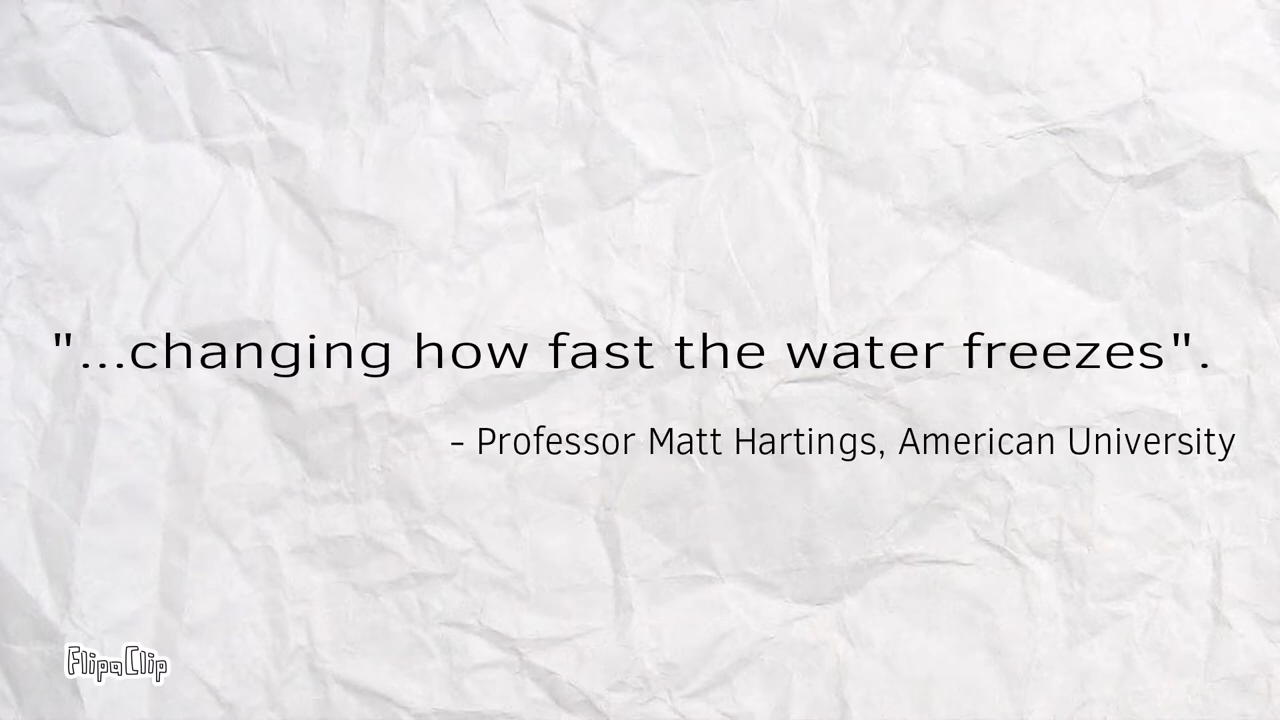 "...changing how fast the water freezes".
- Professor Matt Hartings, American University
FlipaClip